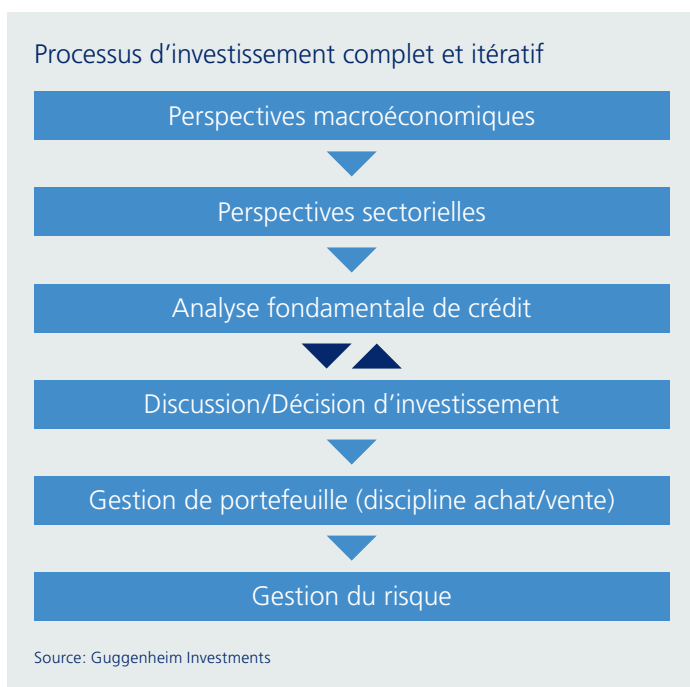 Processus d’investissement complet et itératif
Perspectives macroéconomiques
Perspectives sectorielles
Analyse fondamentale de crédit
Discussion/Décision d’investissement
Gestion de portefeuille (discipline achat/vente)
Gestion du risque
Source: Guggenheim Investments